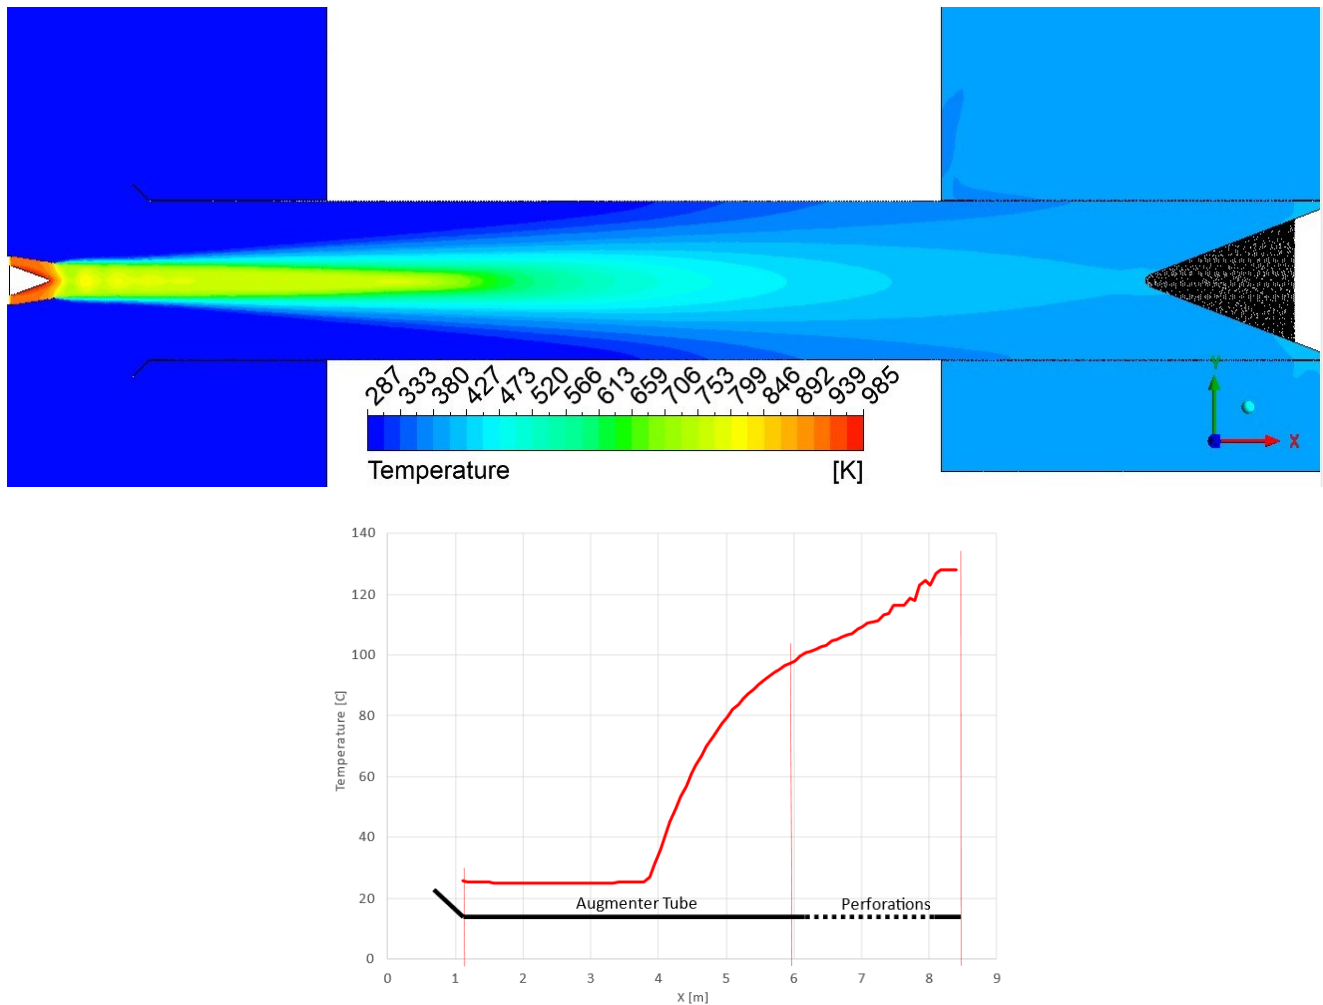 287 333 380 427 473 520 566 613 659 706 753 799 846 892 939 985
Temperature [K]
Y
X
140
120
100
80
60
40
20
0
Temperature [C]
Augmenter Tube
Perforations
0 1 2 3 4 5 6 7 8 9
X [m]